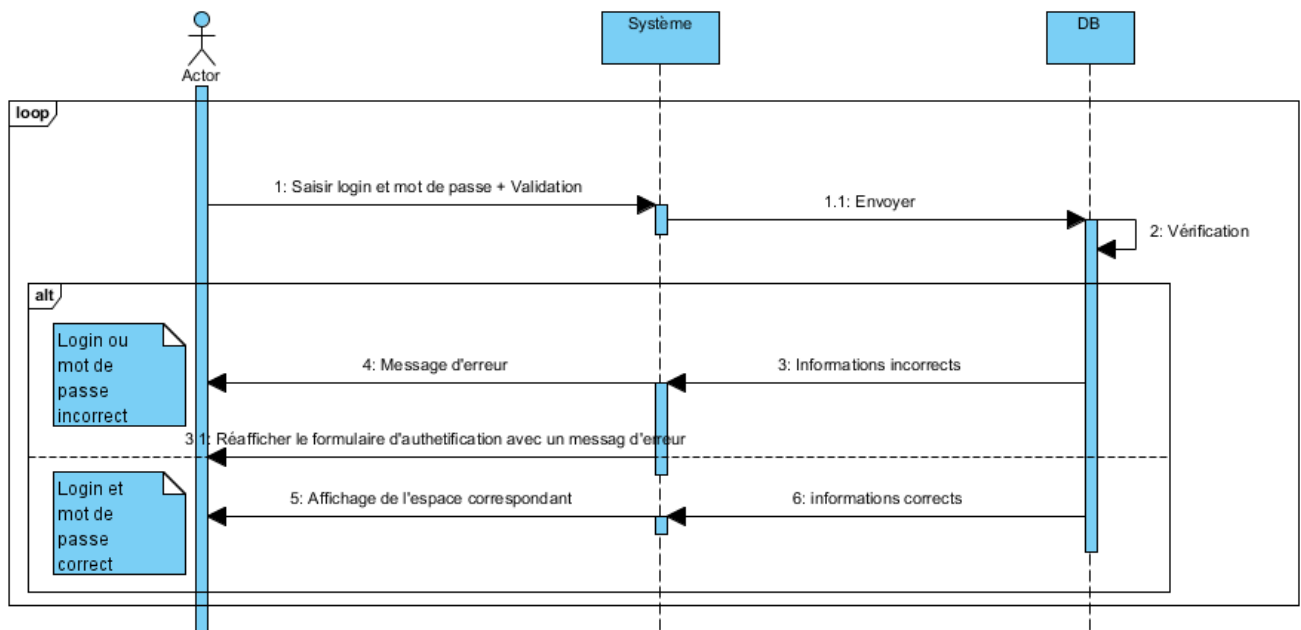 Système
DB
Actor
loop
1: Saisir login et mot de passe + Validation
1.1: Envoyer
2: Vérification
alt
Login ou
mot de
passe
incorrect
4: Message d'erreur
3: Informations incorrects
3.1: Réafficher le formulaire d'authetification avec un messag d'erreur
Login et
mot de
passe
correct
5: Affichage de l'espace correspondant
6: informations corrects